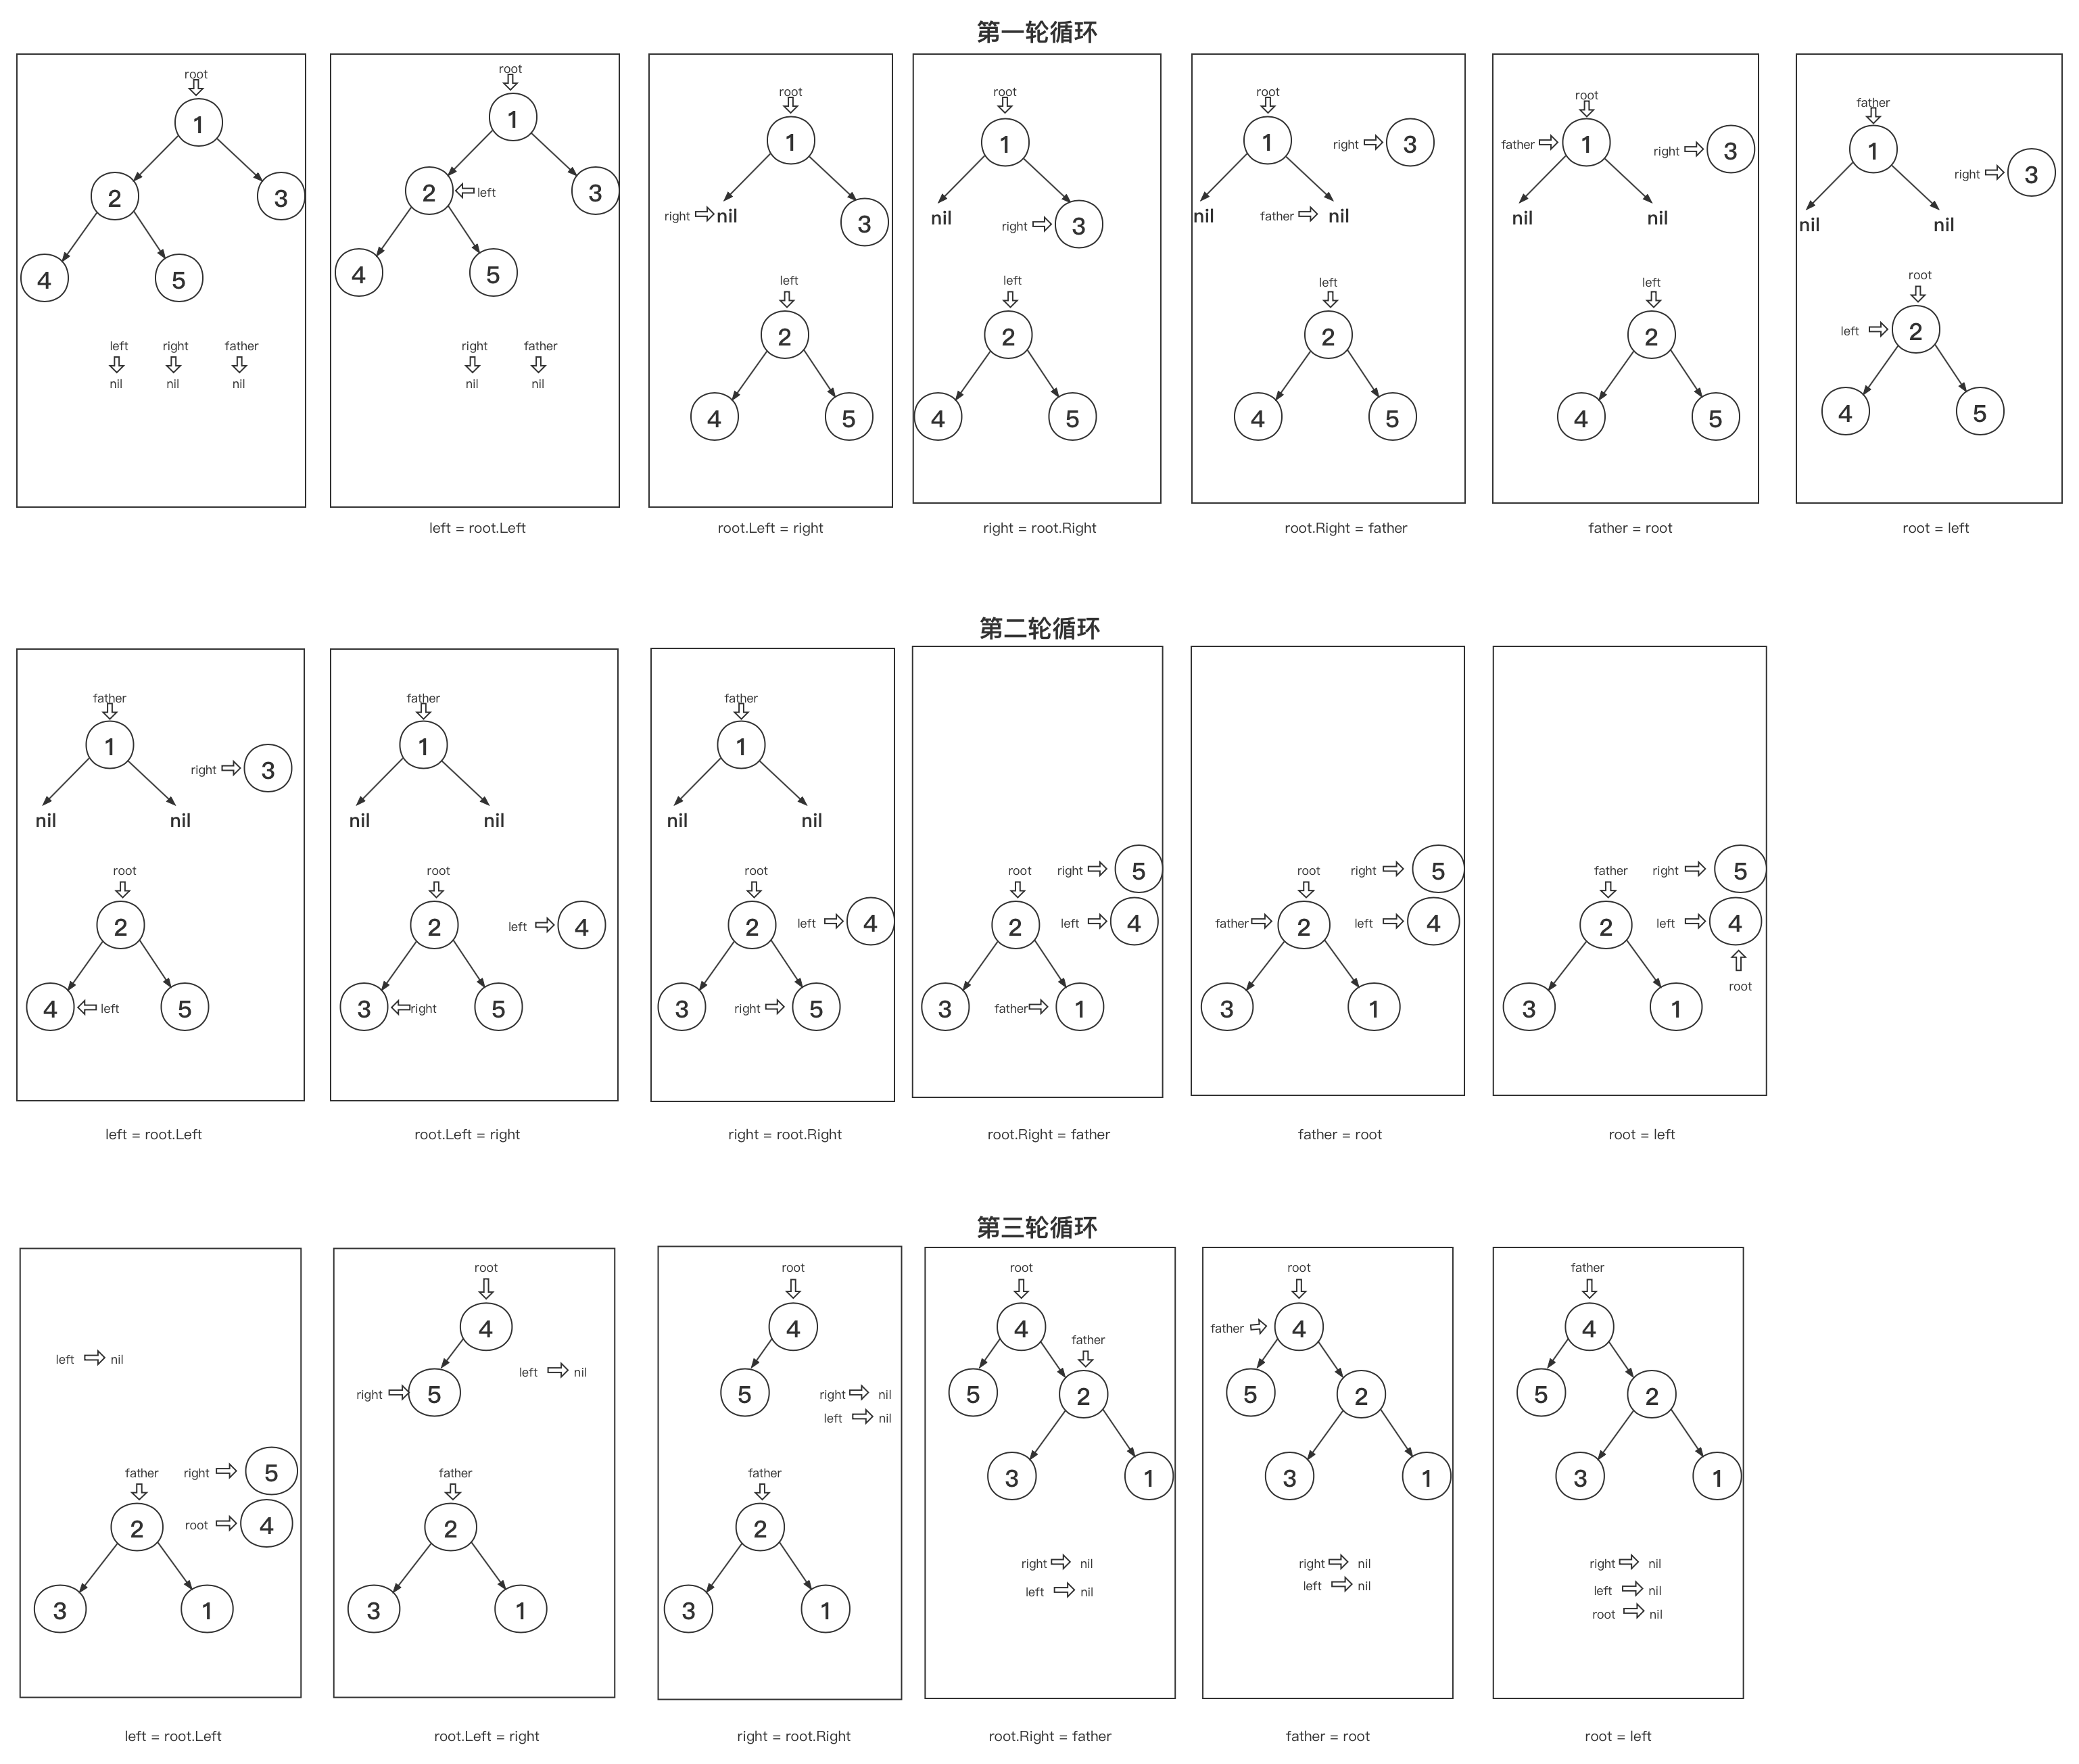 第一轮循环
root
1
2
3
4
5
left
right
father
nil
nil
nil
root
1
2
left
3
4
5
right
father
nil
nil
left = root.Left
root
1
right
nil
3
left
2
4
5
root.Left = right
root
1
nil
right
3
left
2
4
5
right = root.Right
root
1
right
3
nil
father
nil
left
2
4
5
root.Right = father
root
father
1
right
3
nil
nil
left
2
4
5
father = root
father
1
right
3
nil
nil
root
left
2
4
5
root = left
第二轮循环
father
1
right
3
nil
nil
root
2
4
left
5
left = root.Left
father
1
nil
nil
root
2
left
4
3
right
5
root.Left = right
father
1
nil
nil
root
2
left
4
3
right
5
right = root.Right
root
right
5
2
left
4
3
father
1
root.Right = father
root
right
5
father
2
left
4
3
1
father = root
father
right
5
2
left
4
root
3
1
root = left
第三轮循环
left
nil
father
right
5
2
root
4
3
1
left = root.Left
root
4
left
nil
right
5
father
2
3
1
root.Left = right
root
4
5
right
nil
left
nil
father
2
3
1
right = root.Right
root
4
father
5
2
3
1
right
nil
left
nil
root.Right = father
root
father
4
5
2
3
1
right
nil
left
nil
father = root
father
4
5
2
3
1
right
nil
left
nil
root
nil
root = left